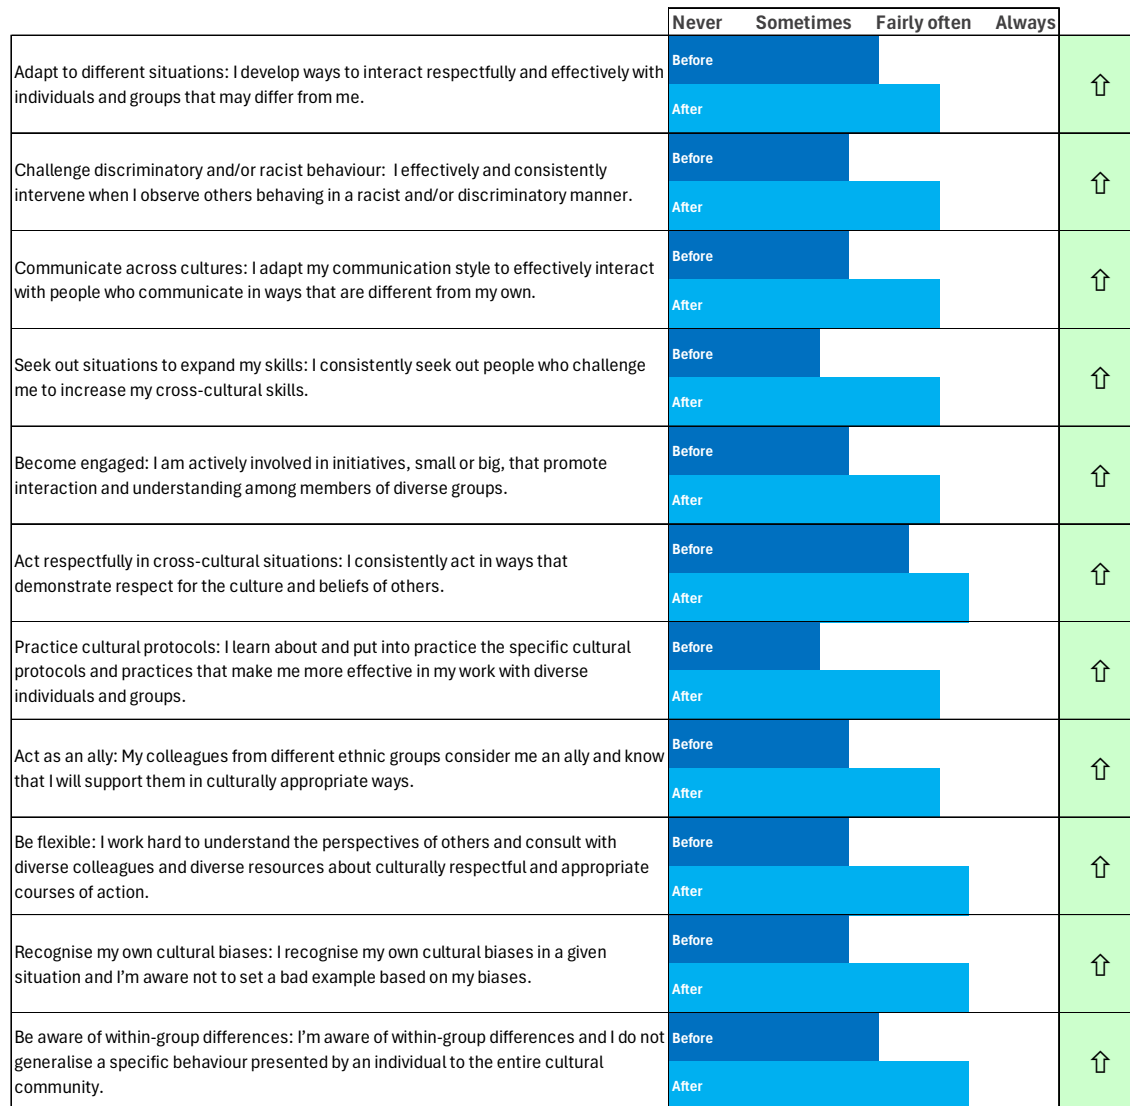 Never Sometimes Fairly often Always
Adapt to different situations: I develop ways to interact respectfully and effectively with
individuals and groups that may differ from me.
Before
After
⇧
Challenge discriminatory and/or racist behaviour:  I effectively and consistently
intervene when I observe others behaving in a racist and/or discriminatory manner.
Before
After
⇧
Communicate across cultures: I adapt my communication style to effectively interact
with people who communicate in ways that are different from my own.
Before
After
⇧
Seek out situations to expand my skills: I consistently seek out people who challenge
me to increase my cross-cultural skills.
Before
After
⇧
Become engaged: I am actively involved in initiatives, small or big, that promote
interaction and understanding among members of diverse groups.
Before
After
⇧
Act respectfully in cross-cultural situations: I consistently act in ways that
demonstrate respect for the culture and beliefs of others.
Before
After
⇧
Practice cultural protocols: I learn about and put into practice the specific cultural
protocols and practices that make me more effective in my work with diverse
individuals and groups.
Before
After
⇧
Act as an ally: My colleagues from different ethnic groups consider me an ally and know
that I will support them in culturally appropriate ways.
Before
After
⇧
Be flexible: I work hard to understand the perspectives of others and consult with
diverse colleagues and diverse resources about culturally respectful and appropriate
courses of action.
Before
After
⇧
Recognise my own cultural biases: I recognise my own cultural biases in a given
situation and I’m aware not to set a bad example based on my biases.
Before
After
⇧
Be aware of within-group differences: I’m aware of within-group differences and I do not
generalise a specific behaviour presented by an individual to the entire cultural
community.
Before
After
⇧